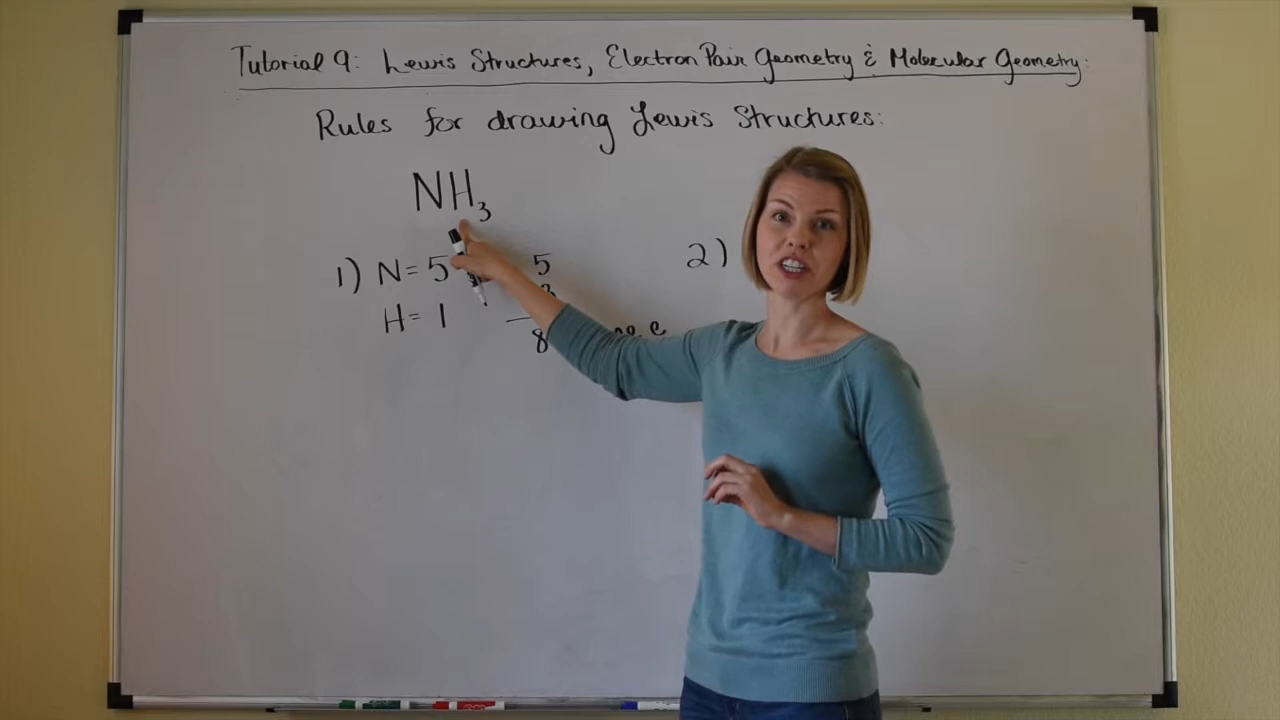 Tutorial 9: Lewis Structures, Electron Pair Geometry & Molecular Geometry:
Rules for drawing Lewis Structures:
NH₃
1) N = 5
H = 1
5
3
8
2)